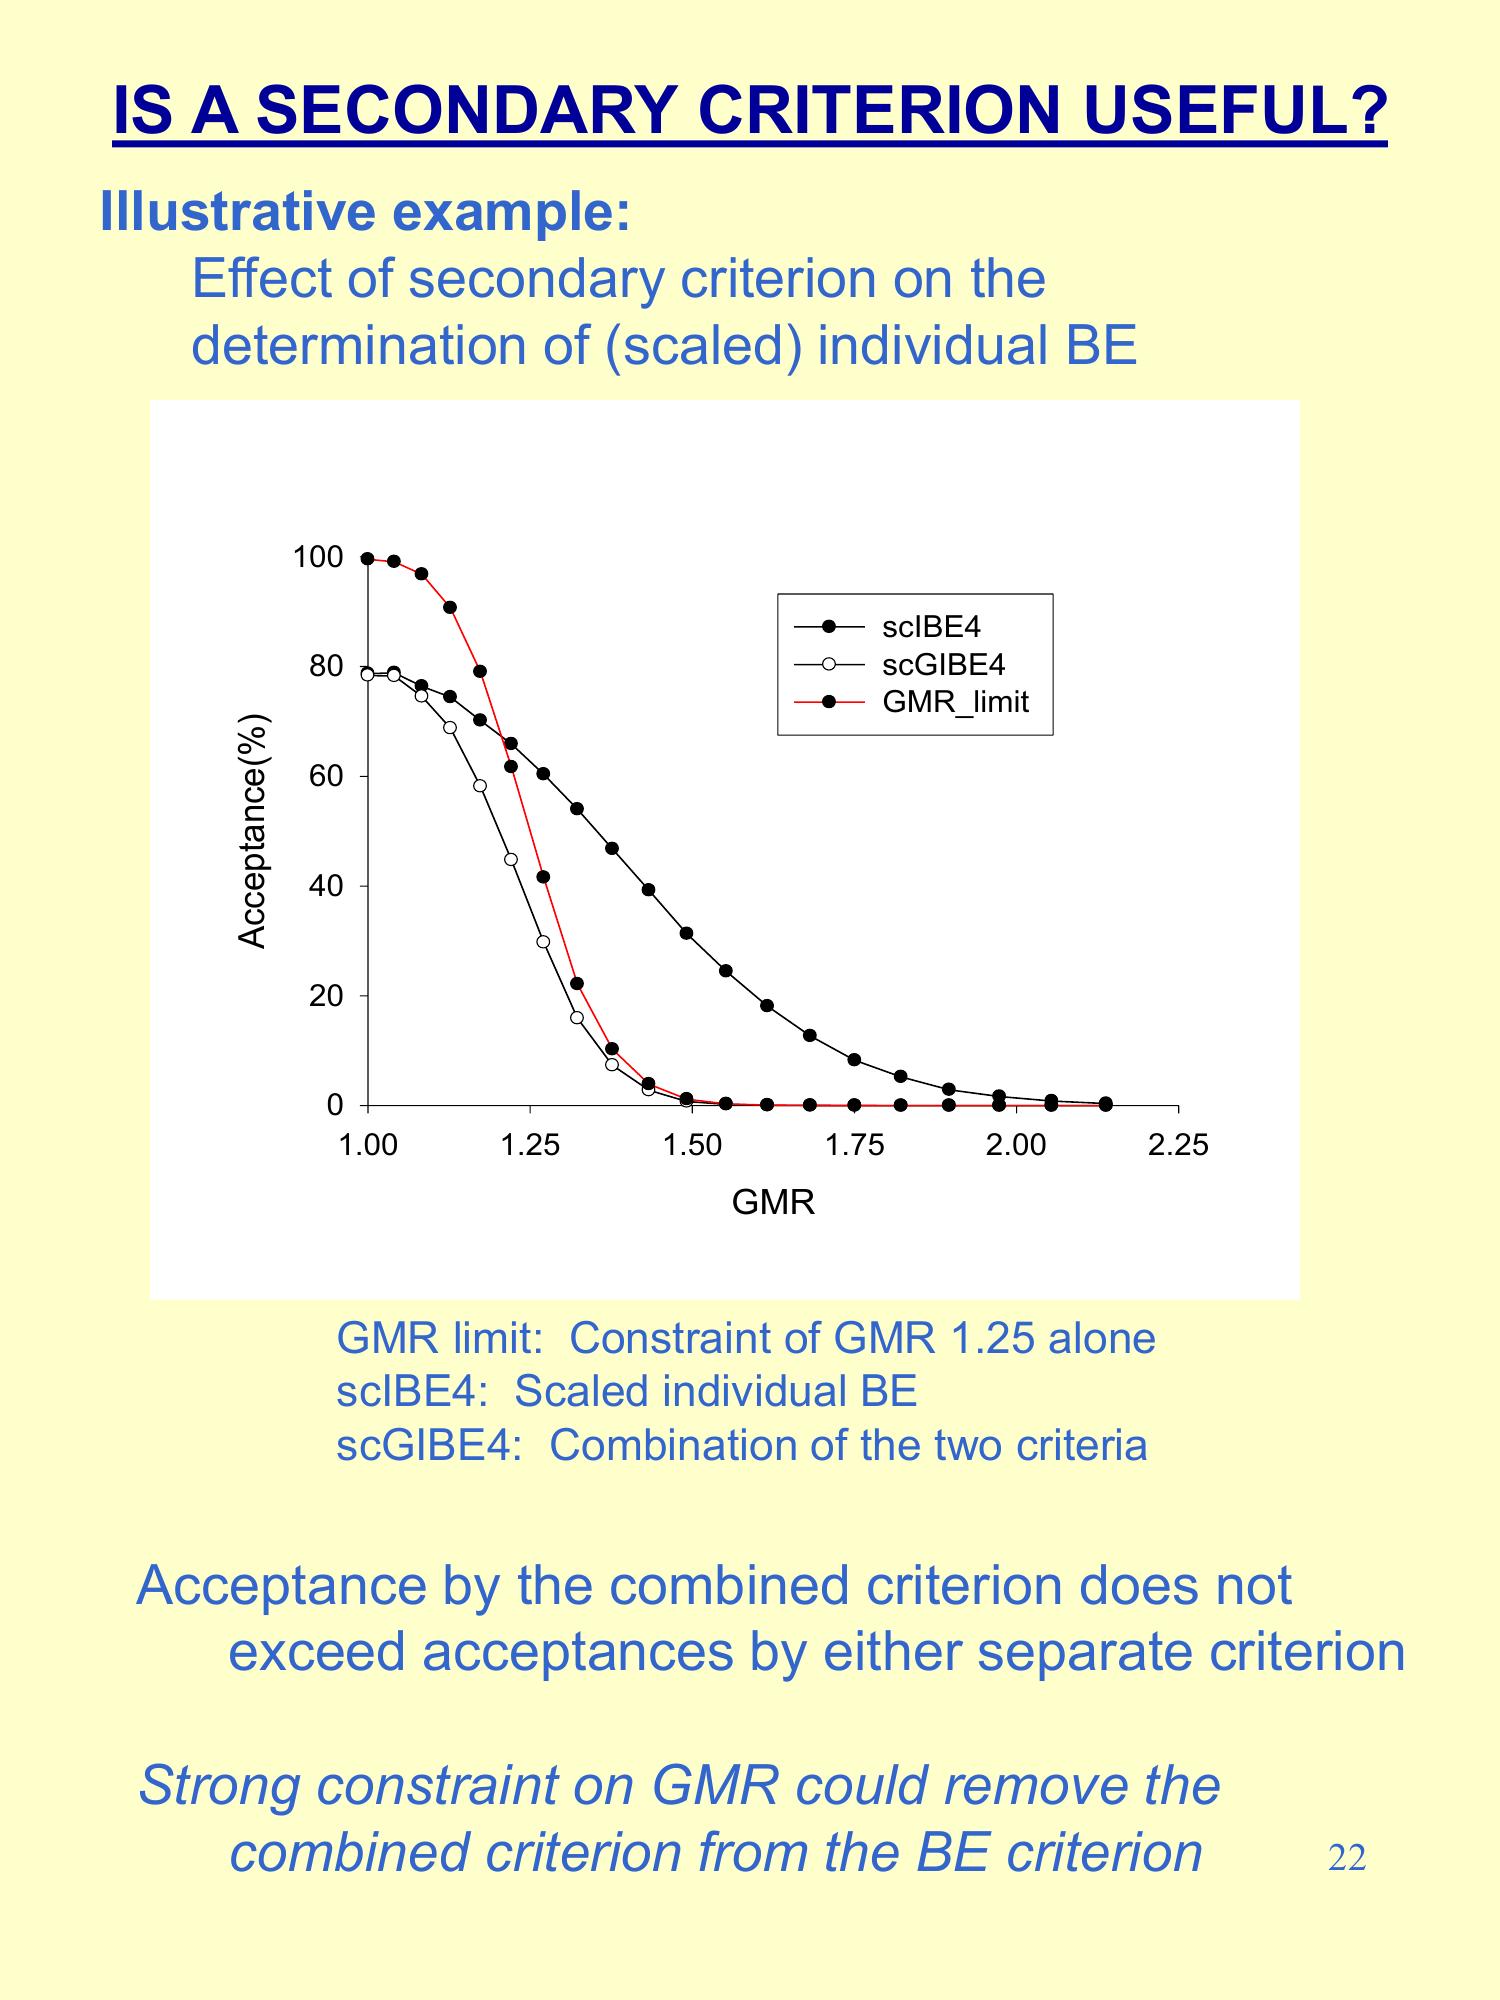 IS A SECONDARY CRITERION USEFUL?
Illustrative example:
Effect of secondary criterion on the
determination of (scaled) individual BE
100
80
60
40
20
0
Acceptance(%)
scIBE4
scGIBE4
GMR_limit
1.00 1.25 1.50 1.75 2.00 2.25
GMR
GMR limit: Constraint of GMR 1.25 alone
scIBE4: Scaled individual BE
scGIBE4: Combination of the two criteria
Acceptance by the combined criterion does not
exceed acceptances by either separate criterion
Strong constraint on GMR could remove the
combined criterion from the BE criterion
22